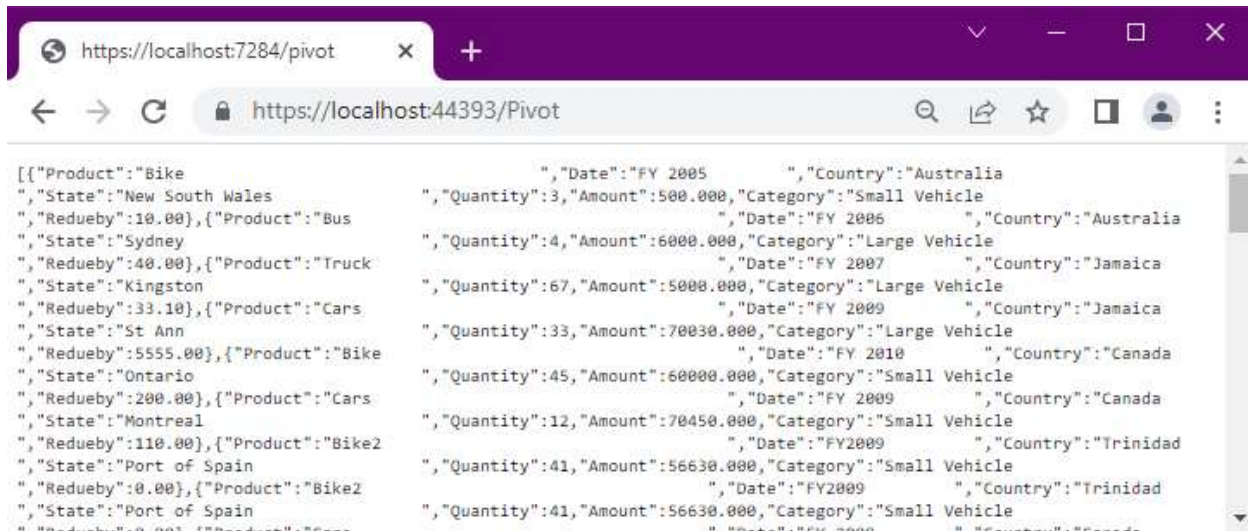 https://localhost:7284/pivot
https://localhost:44393/Pivot
[{"Product":"Bike ","Date":"FY 2005 ","Country":"Australia
","State":"New South Wales ","Quantity":3,"Amount":500.000,"Category":"Small Vehicle
","Redueby":10.00},{"Product":"Bus ","Date":"FY 2006 ","Country":"Australia
","State":"Sydney ","Quantity":4,"Amount":6000.000,"Category":"Large Vehicle
","Redueby":40.00},{"Product":"Truck ","Date":"FY 2007 ","Country":"Jamaica
","State":"Kingston ","Quantity":67,"Amount":5000.000,"Category":"Large Vehicle
","Redueby":33.10},{"Product":"Cars ","Date":"FY 2009 ","Country":"Jamaica
","State":"St Ann ","Quantity":33,"Amount":70030.000,"Category":"Large Vehicle
","Redueby":5555.00},{"Product":"Bike ","Date":"FY 2010 ","Country":"Canada
","State":"Ontario ","Quantity":45,"Amount":60000.000,"Category":"Small Vehicle
","Redueby":200.00},{"Product":"Cars ","Date":"FY 2009 ","Country":"Canada
","State":"Montreal ","Quantity":12,"Amount":70450.000,"Category":"Small Vehicle
","Redueby":110.00},{"Product":"Bike2 ","Date":"FY2009 ","Country":"Trinidad
","State":"Port of Spain ","Quantity":41,"Amount":56630.000,"Category":"Small Vehicle
","Redueby":0.00},{"Product":"Bike2 ","Date":"FY2009 ","Country":"Trinidad
","State":"Port of Spain ","Quantity":41,"Amount":56630.000,"Category":"Small Vehicle